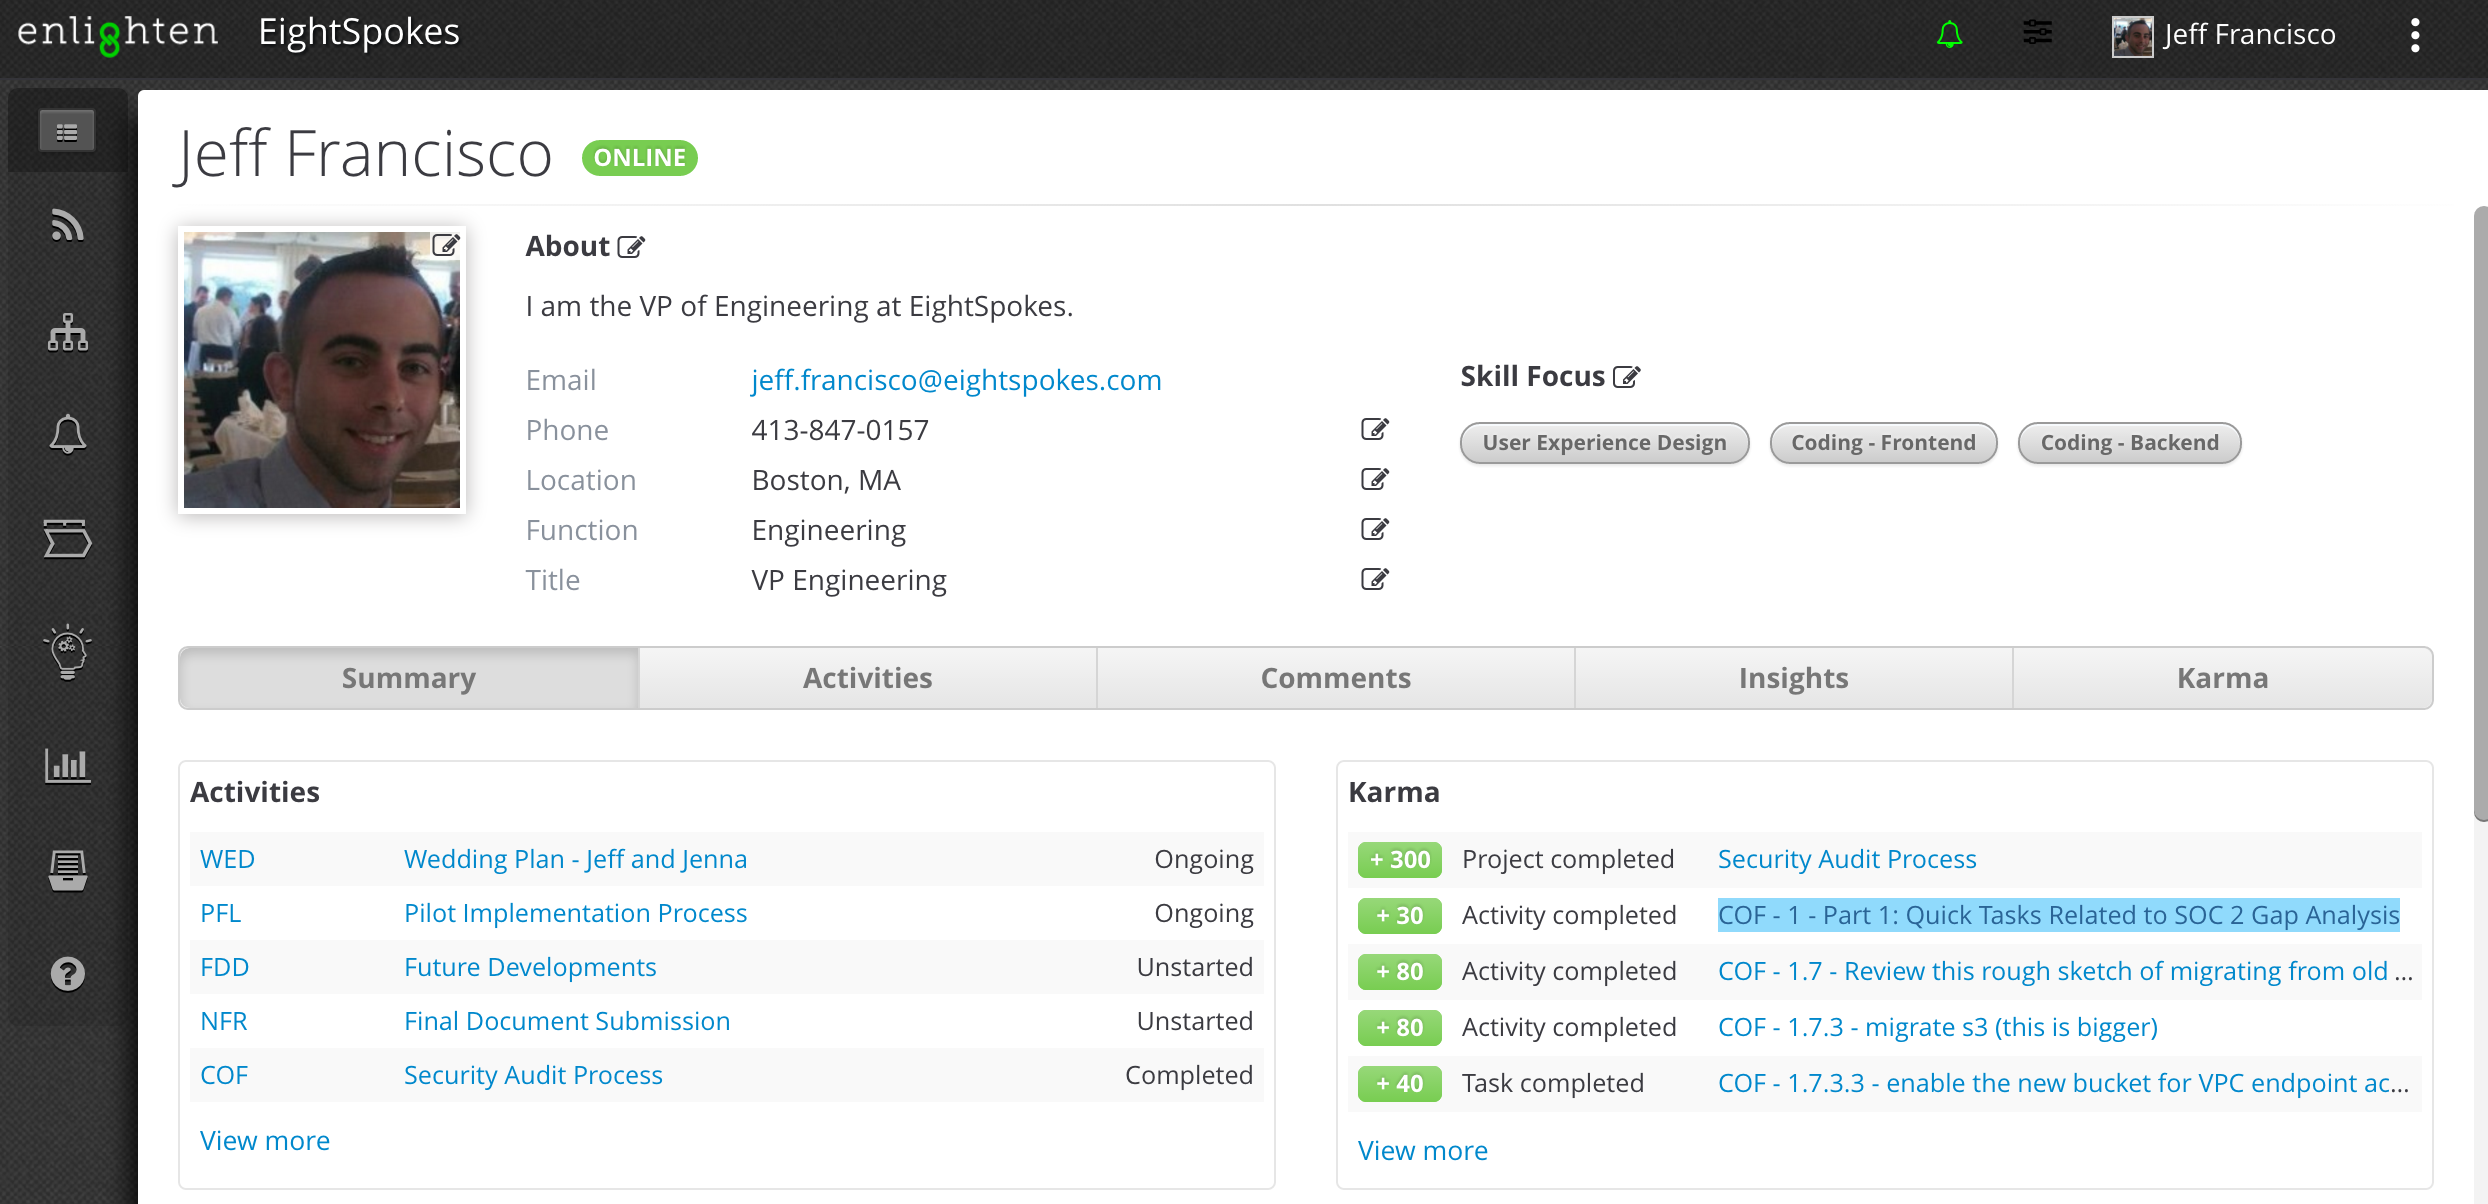 enlighten EightSpokes Jeff Francisco
Jeff Francisco ONLINE
About
I am the VP of Engineering at EightSpokes.
Email jeff.francisco@eightspokes.com
Phone 413-847-0157
Location Boston, MA
Function Engineering
Title VP Engineering
Skill Focus
User Experience Design Coding - Frontend Coding - Backend
Summary Activities Comments Insights Karma
Activities
WED Wedding Plan - Jeff and Jenna Ongoing
PFL Pilot Implementation Process Ongoing
FDD Future Developments Unstarted
NFR Final Document Submission Unstarted
COF Security Audit Process Completed
View more
Karma
+ 300 Project completed Security Audit Process
+ 30 Activity completed COF - 1 - Part 1: Quick Tasks Related to SOC 2 Gap Analysis
+ 80 Activity completed COF - 1.7 - Review this rough sketch of migrating from old ...
+ 80 Activity completed COF - 1.7.3 - migrate s3 (this is bigger)
+ 40 Task completed COF - 1.7.3.3 - enable the new bucket for VPC endpoint ac...
View more